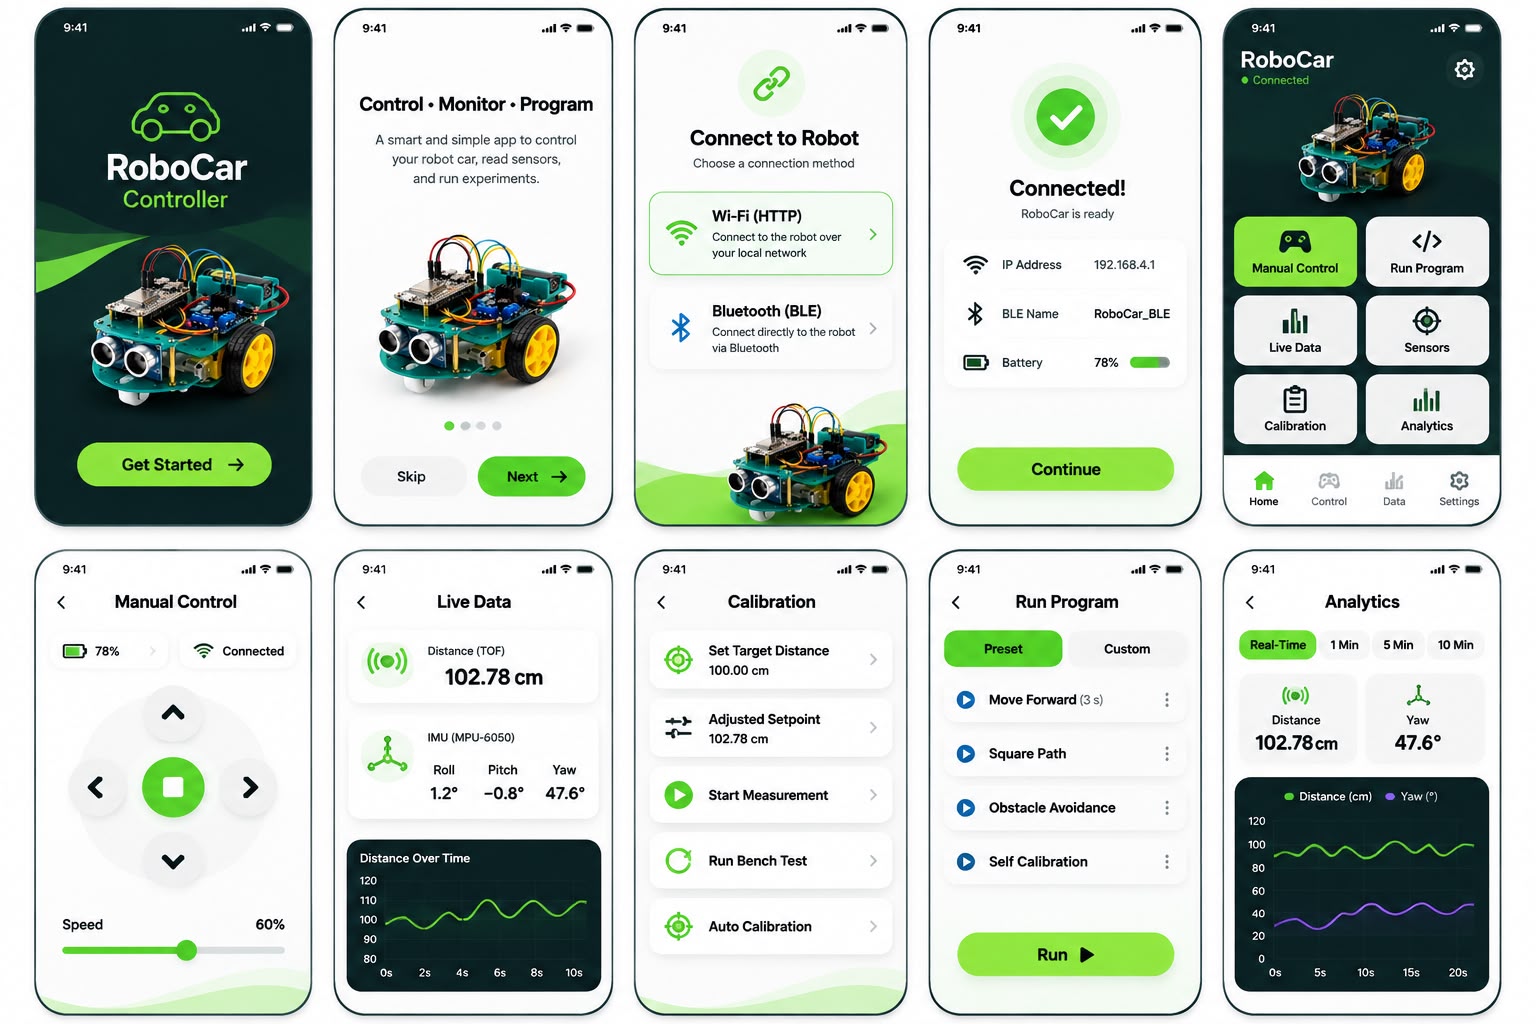 9:41
RoboCar
Controller
Get Started
9:41
Control • Monitor • Program
A smart and simple app to control
your robot car, read sensors,
and run experiments.
Skip
Next
9:41
Connect to Robot
Choose a connection method
Wi-Fi (HTTP)
Connect to the robot over
your local network
Bluetooth (BLE)
Connect directly to the robot
via Bluetooth
9:41
Connected!
RoboCar is ready
IP Address 192.168.4.1
BLE Name RoboCar_BLE
Battery 78%
Continue
9:41
RoboCar
Connected
Manual Control
Run Program
Live Data
Sensors
Calibration
Analytics
Home Control Data Settings
9:41
Manual Control
78%
Connected
Speed 60%
9:41
Live Data
Distance (TOF)
102.78 cm
IMU (MPU-6050)
Roll Pitch Yaw
1.2° −0.8° 47.6°
Distance Over Time
120
110
100
90
80
0s 2s 4s 6s 8s 10s
9:41
Calibration
Set Target Distance
100.00 cm
Adjusted Setpoint
102.78 cm
Start Measurement
Run Bench Test
Auto Calibration
9:41
Run Program
Preset Custom
Move Forward (3 s)
Square Path
Obstacle Avoidance
Self Calibration
Run
9:41
Analytics
Real-Time 1 Min 5 Min 10 Min
Distance
102.78 cm
Yaw
47.6°
Distance (cm) Yaw (°)
120
100
80
60
40
20
0
0s 5s 10s 15s 20s